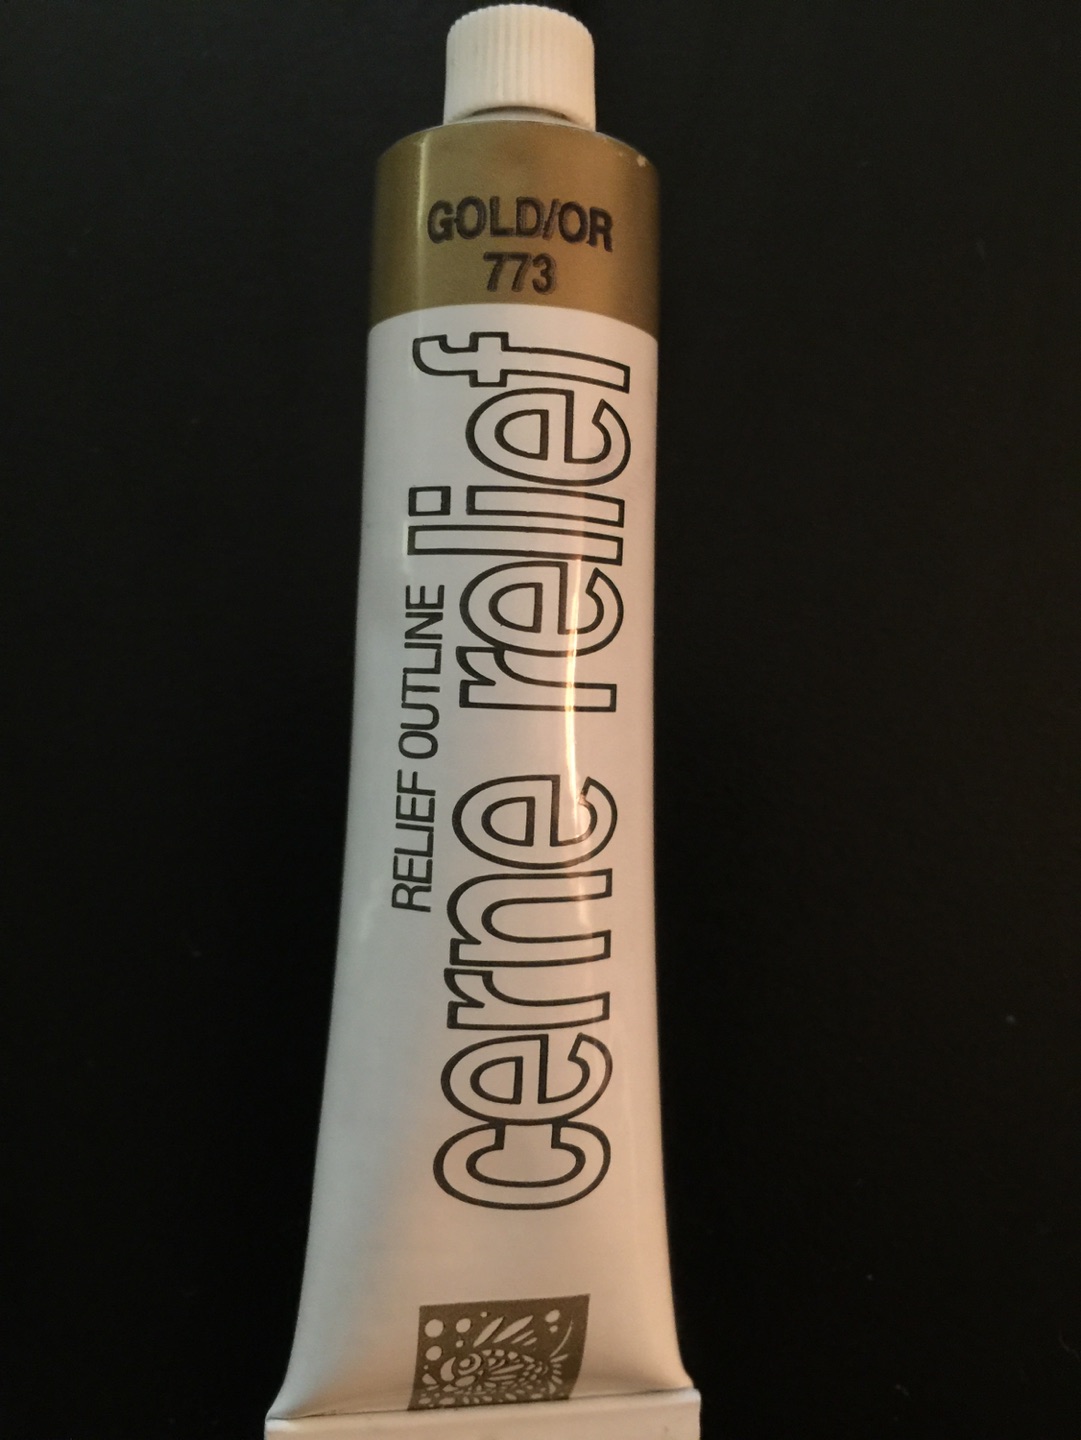 GOLD/OR
773
RELIEF OUTLINE
cerne relief